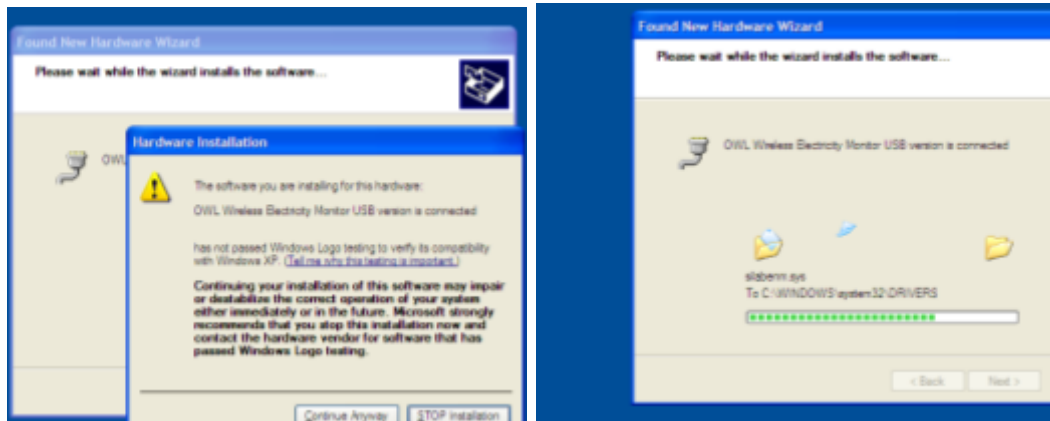 Found New Hardware Wizard
Please wait while the wizard installs the software...
Hardware Installation
OWL
The software you are installing for this hardware:
OWL Wireless Electricity Monitor USB version is connected
has not passed Windows Logo testing to verify its compatibility
with Windows XP. (Tell me why this testing is important.)
Continuing your installation of this software may impair
or destabilize the correct operation of your system
either immediately or in the future. Microsoft strongly
recommends that you stop this installation now and
contact the hardware vendor for software that has
passed Windows Logo testing.
Continue Anyway STOP Installation
Found New Hardware Wizard
Please wait while the wizard installs the software...
OWL Wireless Electricity Monitor USB version is connected
To C:\WINDOWS\system32\DRIVERS
< Back Next >